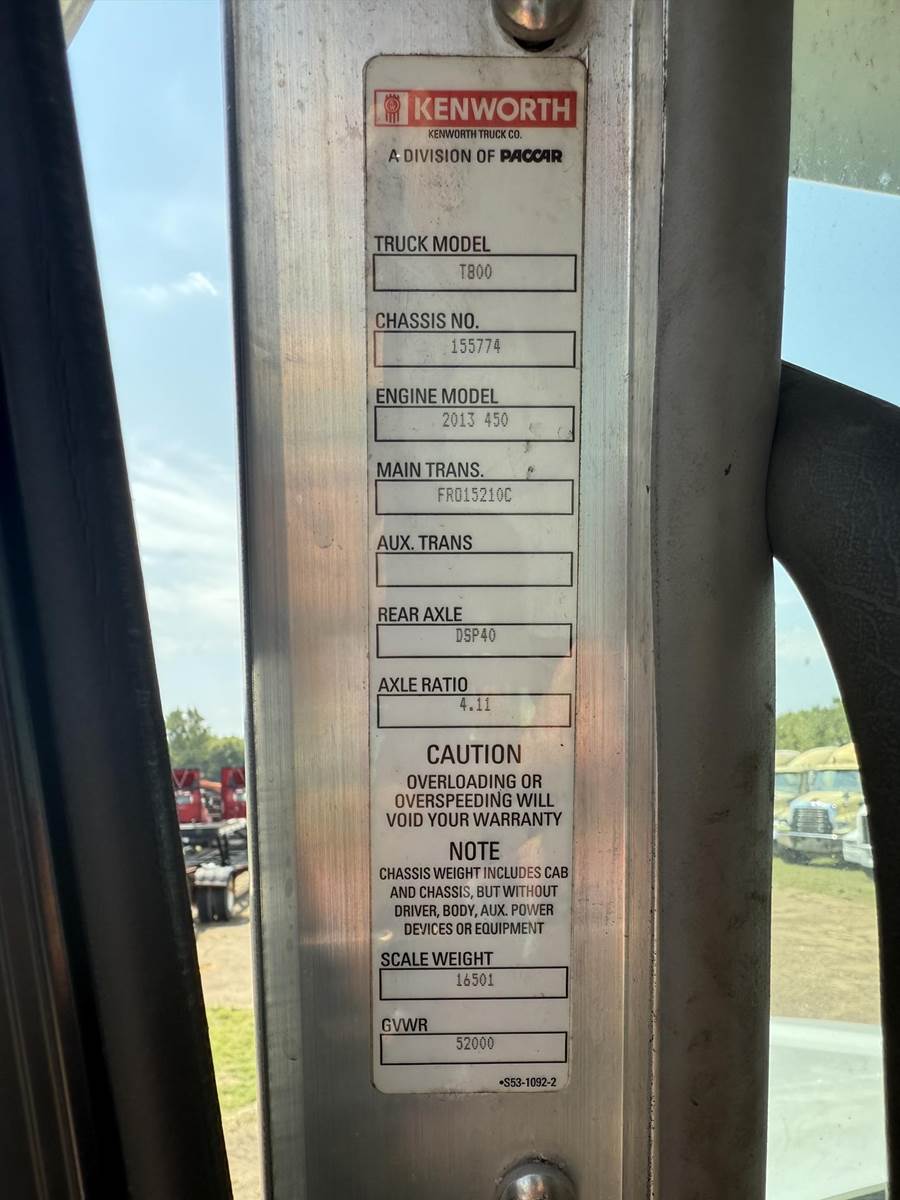 KENWORTH
KENWORTH TRUCK CO.
A DIVISION OF PACCAR
TRUCK MODEL
T800
CHASSIS NO.
155774
ENGINE MODEL
2013 450
MAIN TRANS.
FRO15210C
AUX. TRANS
REAR AXLE
DSP40
AXLE RATIO
4.11
CAUTION
OVERLOADING OR
OVERSPEEDING WILL
VOID YOUR WARRANTY
NOTE
CHASSIS WEIGHT INCLUDES CAB
AND CHASSIS, BUT WITHOUT
DRIVER, BODY, AUX. POWER
DEVICES OR EQUIPMENT
SCALE WEIGHT
16501
GVWR
52000
•S53-1092-2